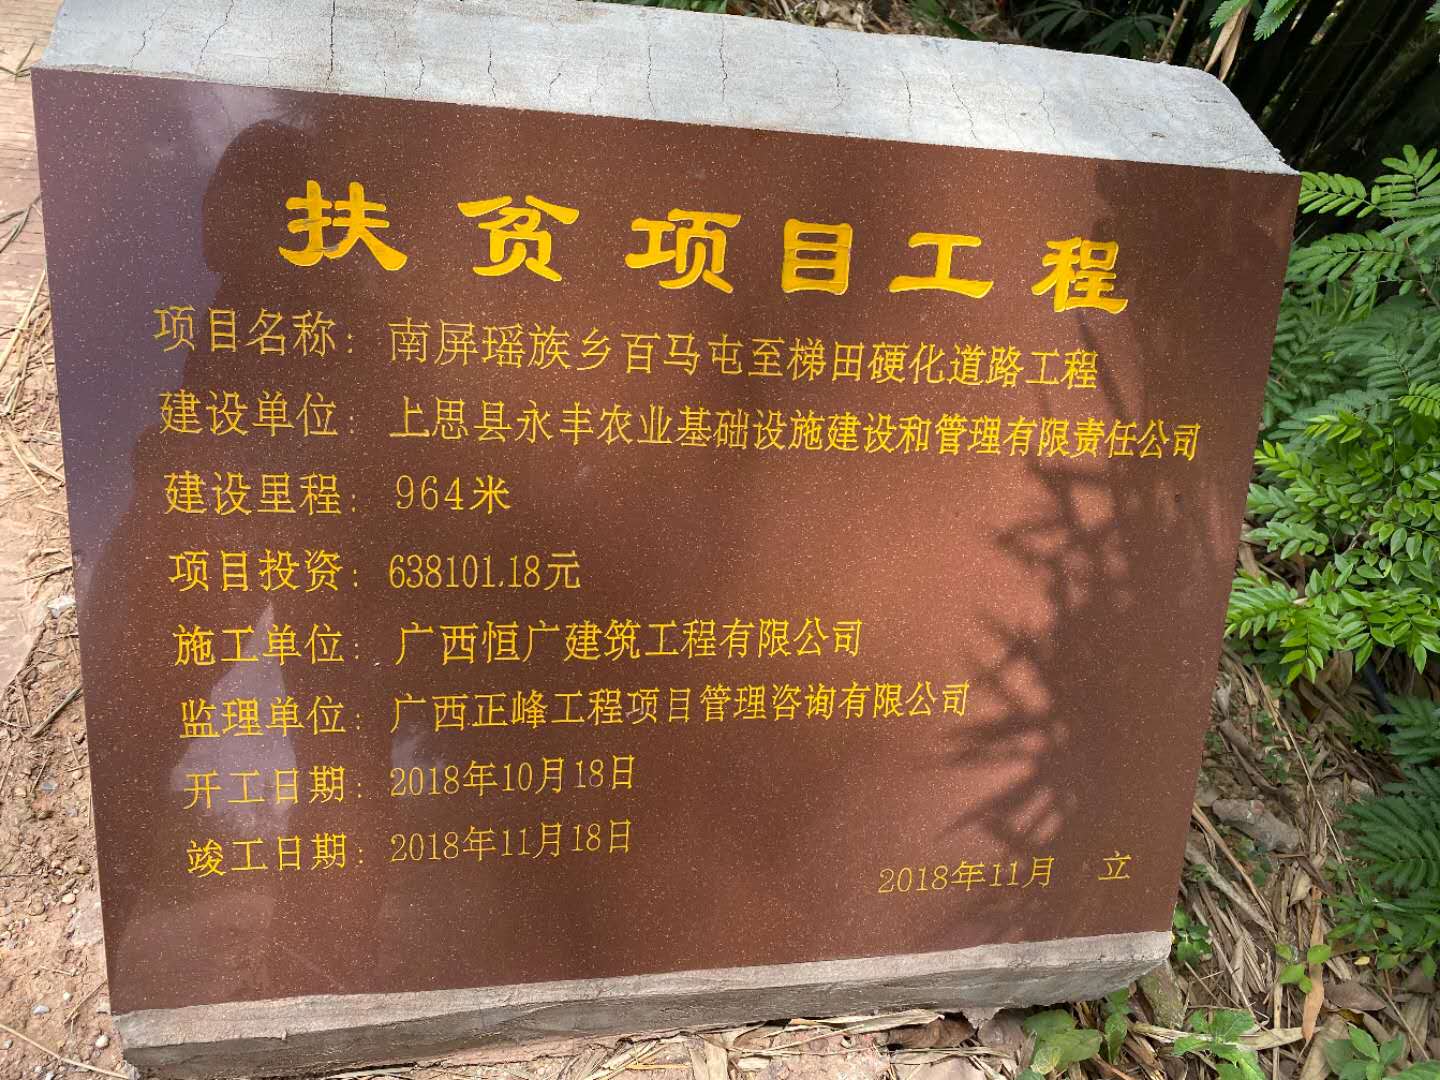 扶贫项目工程
项目名称：南屏瑶族乡百马屯至梯田硬化道路工程
建设单位：上思县永丰农业基础设施建设和管理有限责任公司
建设里程：964米
项目投资：638101.18元
施工单位：广西恒广建筑工程有限公司
监理单位：广西正峰工程项目管理咨询有限公司
开工日期：2018年10月18日
竣工日期：2018年11月18日
2018年11月 立